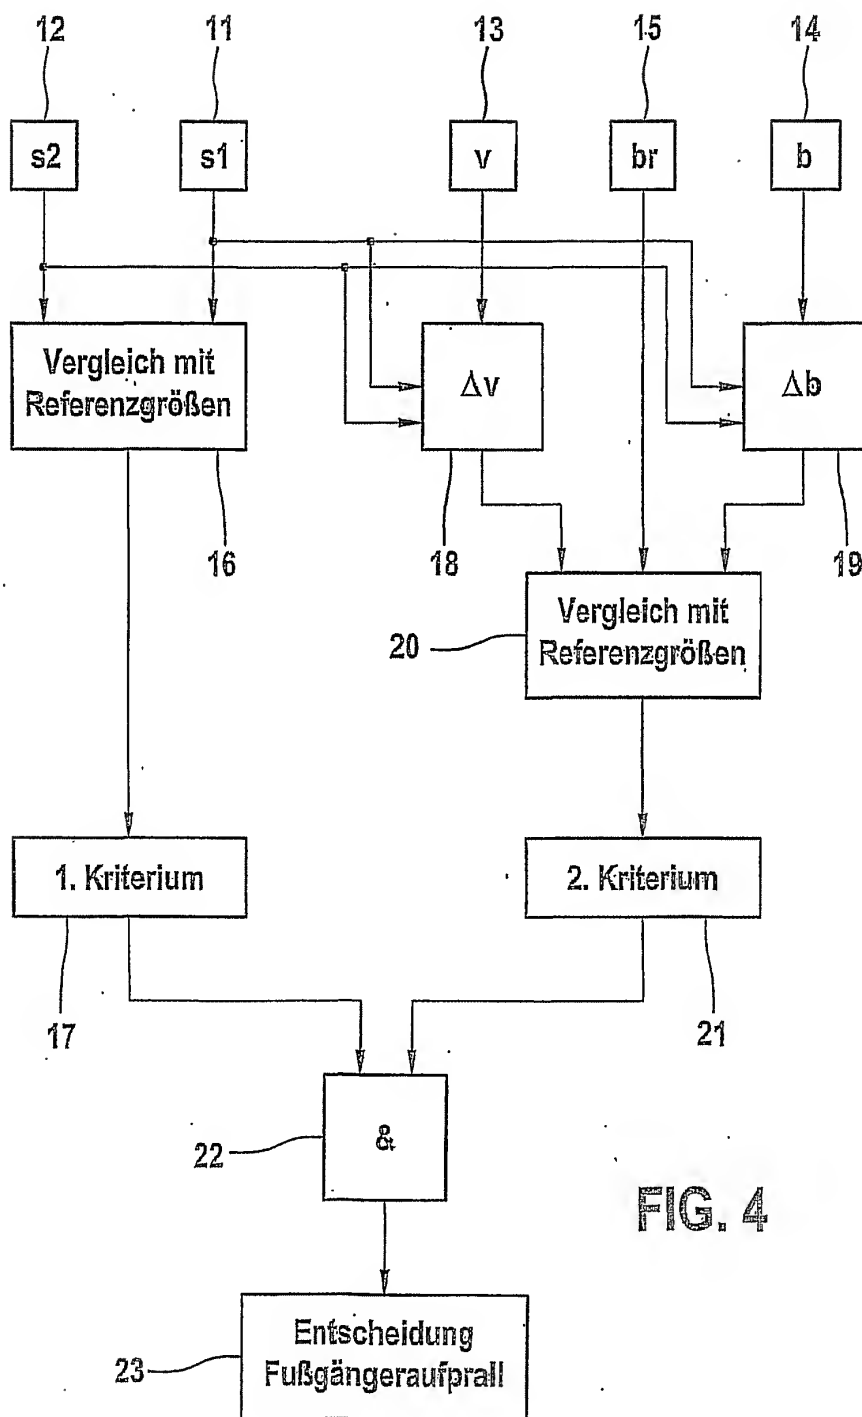 12 11 13 15 14
s2 s1 v br b
Vergleich mit
Referenzgrößen
Δv
Δb
16 18 19
Vergleich mit
Referenzgrößen
20
1. Kriterium
2. Kriterium
17 21
&
22
FIG. 4
Entscheidung
Fußgängeraufprall
23